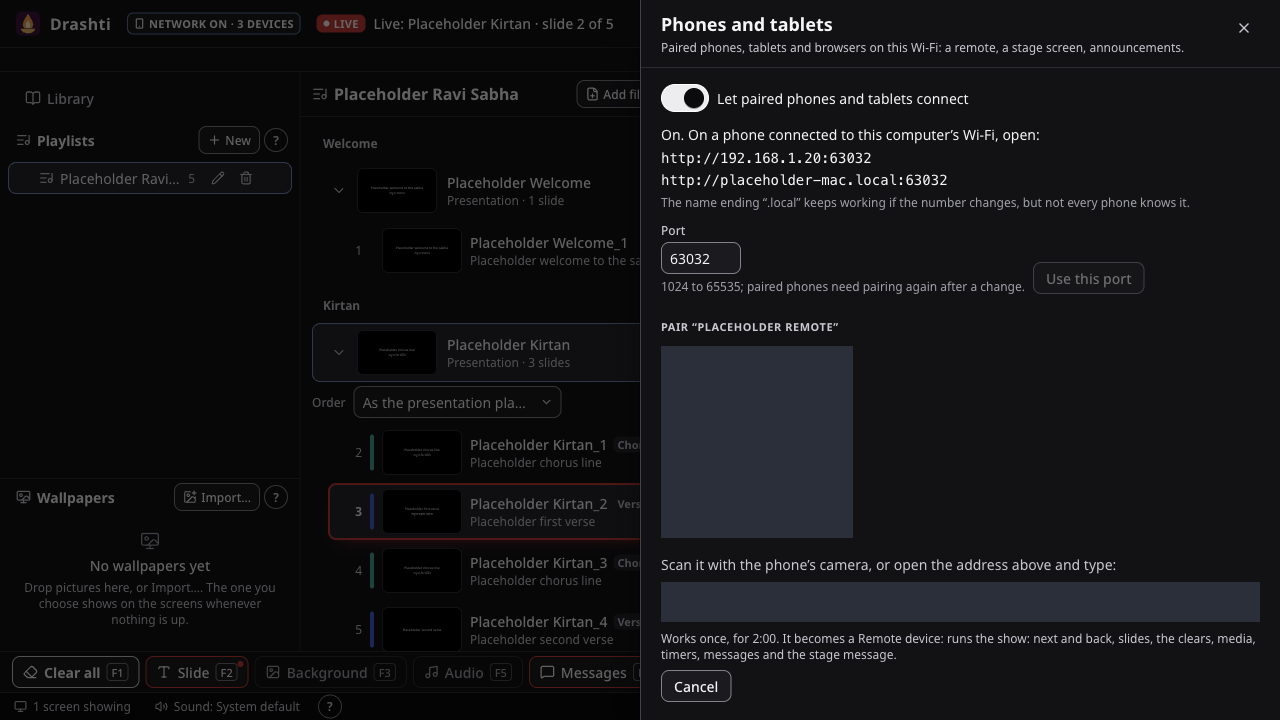 Drashti
NETWORK ON · 3 DEVICES
LIVE
Live: Placeholder Kirtan · slide 2 of 5
Library
Playlists
New
?
Placeholder Ravi...
5
Placeholder Ravi Sabha
Add fil
Welcome
Placeholder Welcome
Presentation · 1 slide
1
Placeholder Welcome_1
Placeholder welcome to the sa
Kirtan
Placeholder Kirtan
Presentation · 3 slides
Order
As the presentation pla...
2
Placeholder Kirtan_1
Placeholder chorus line
3
Placeholder Kirtan_2
Placeholder first verse
4
Placeholder Kirtan_3
Placeholder chorus line
5
Placeholder Kirtan_4
Placeholder second verse
Wallpapers
Import...
?
No wallpapers yet
Drop pictures here, or Import.... The one you
choose shows on the screens whenever
nothing is up.
Clear all F1
Slide F2
Background F3
Audio F5
Messages
1 screen showing
Sound: System default
?
Phones and tablets
Paired phones, tablets and browsers on this Wi-Fi: a remote, a stage screen, announcements.
Let paired phones and tablets connect
On. On a phone connected to this computer’s Wi-Fi, open:
http://192.168.1.20:63032
http://placeholder-mac.local:63032
The name ending “.local” keeps working if the number changes, but not every phone knows it.
Port
63032
1024 to 65535; paired phones need pairing again after a change.
Use this port
PAIR “PLACEHOLDER REMOTE”
Scan it with the phone’s camera, or open the address above and type:
Works once, for 2:00. It becomes a Remote device: runs the show: next and back, slides, the clears, media,
timers, messages and the stage message.
Cancel